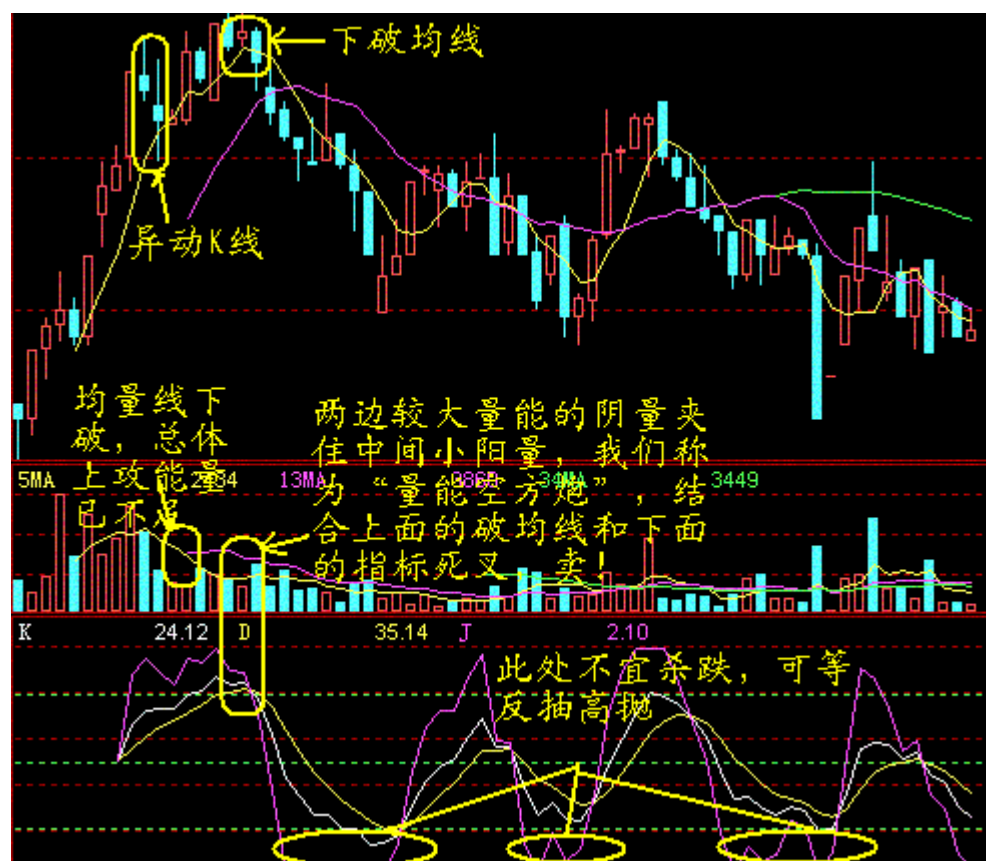 下破均线
异动K线
均量线下
破，总体
上攻能量
已不足
两边较大量能的阴量夹
住中间小阳量，我们称
为“量能空方炮”，结
合上面的破均线和下面
的指标死叉，卖！
5MA
13MA
34MA
3449
K 24.12 D 35.14 J 2.10
此处不宜杀跌，可等
反抽高抛